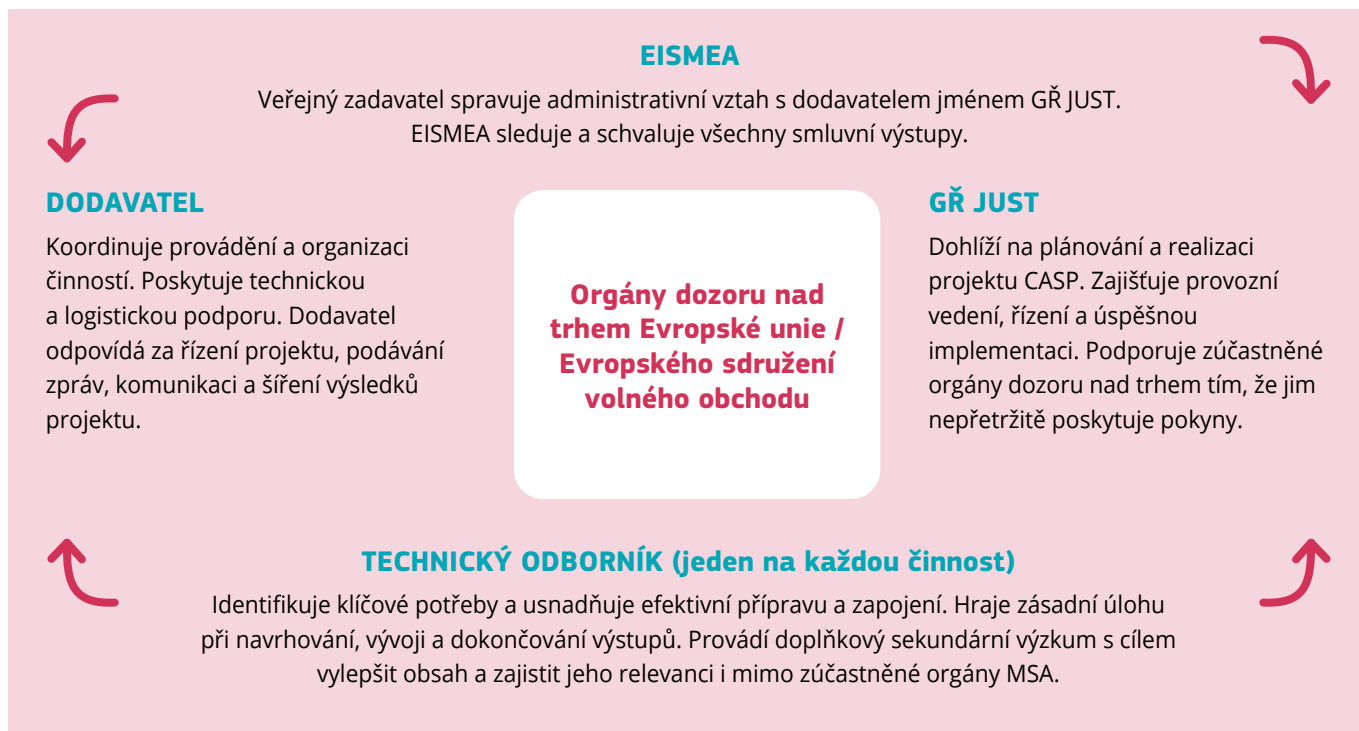 EISMEA
Veřejný zadavatel spravuje administrativní vztah s dodavatelem jménem GŘ JUST.
EISMEA sleduje a schvaluje všechny smluvní výstupy.
DODAVATEL
Koordinuje provádění a organizaci
činností. Poskytuje technickou
a logistickou podporu. Dodavatel
odpovídá za řízení projektu, podávání
zpráv, komunikaci a šíření výsledků
projektu.
Orgány dozoru nad
trhem Evropské unie /
Evropského sdružení
volného obchodu
GŘ JUST
Dohlíží na plánování a realizaci
projektu CASP. Zajišťuje provozní
vedení, řízení a úspěšnou
implementaci. Podporuje zúčastněné
orgány dozoru nad trhem tím, že jim
nepřetržitě poskytuje pokyny.
TECHNICKÝ ODBORNÍK (jeden na každou činnost)
Identifikuje klíčové potřeby a usnadňuje efektivní přípravu a zapojení. Hraje zásadní úlohu
při navrhování, vývoji a dokončování výstupů. Provádí doplňkový sekundární výzkum s cílem
vylepšit obsah a zajistit jeho relevanci i mimo zúčastněné orgány MSA.